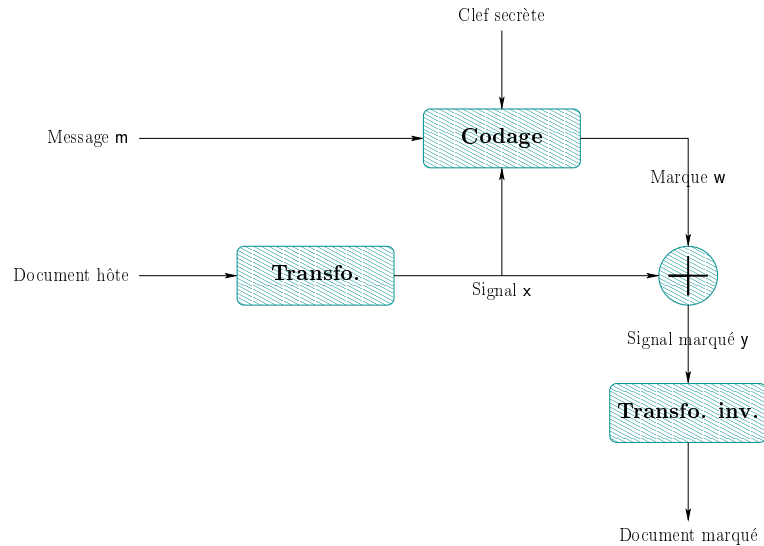 Clef secrète
Message m
Codage
Marque w
Document hôte
Transfo.
Signal x
Signal marqué y
Transfo. inv.
Document marqué